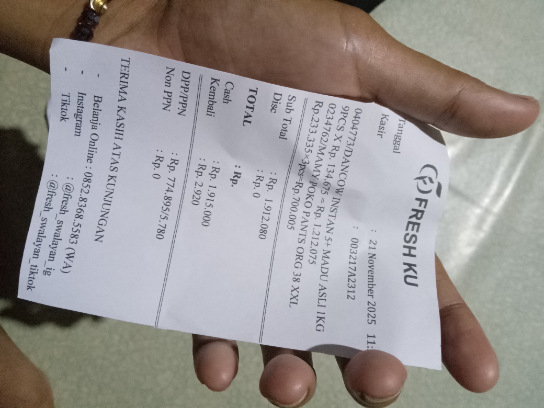 FRESH KU
Tanggal : 21 November 2025 11:
Kasir : 003217A2312
0404773/DANCOW INSTAN 5+ MADU ASLI 1KG
9PCS X Rp. 134.675 = Rp. 1.212.075
0234762/MAMYPOKO PANTS ORG 38 XXL
Rp.233.335-3pcs=Rp.700.005
Sub Total : Rp. 1.912.080
Disc : Rp. 0
TOTAL : Rp.
Cash : Rp. 1.915.000
Kembali : Rp. 2.920
DPP/PPN : Rp. 774.895/5.780
Non PPN : Rp. 0
TERIMA KASIH ATAS KUNJUNGAN
- Belanja Online : 0852.8368.5583 (WA)
- Instagram : @fresh_swalayan_ig
- Tiktok : @fresh_swalayan_tiktok